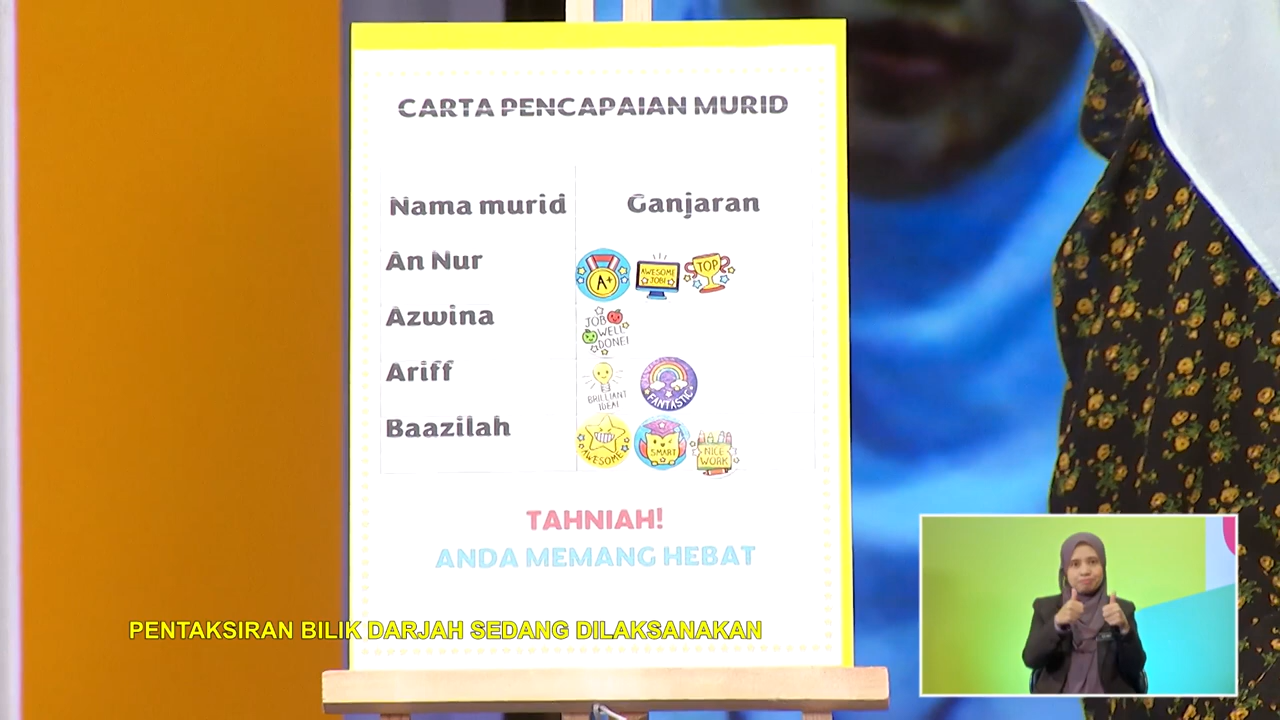 CARTA PENCAPAIAN MURID
Nama murid
Ganjaran
An Nur
A+
AWESOME
JOB!
TOP
Azwina
JOB
WELL
DONE!
Ariff
BRILLIANT
IDEA!
FANTASTIC
Baazilah
AWESOME
SMART
NICE
WORK
TAHNIAH!
ANDA MEMANG HEBAT
PENTAKSIRAN BILIK DARJAH SEDANG DILAKSANAKAN